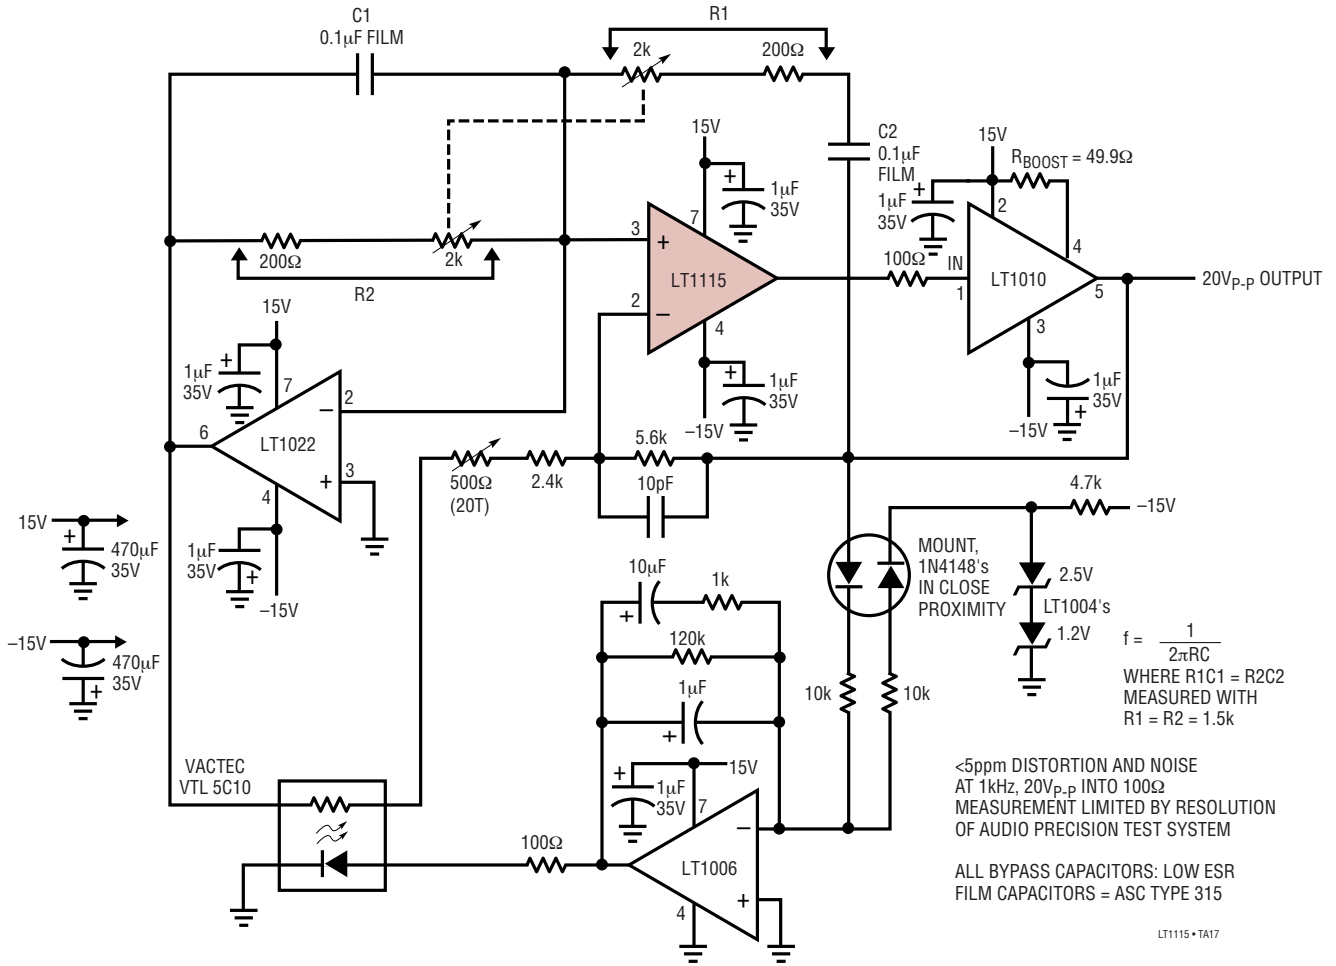 C1
0.1µF FILM
R1
2k
200Ω
15V
C2
0.1µF
FILM
15V
RBOOST = 49.9Ω
1µF
35V
+
+
1µF
35V
2
7
3
+
200Ω
2k
R2
LT1115
100Ω
IN
1
LT1010
4
5
20VP-P OUTPUT
2
–
4
3
15V
+
1µF
35V
7
2
–
6
LT1022
3
+
4
+
1µF
35V
–15V
1µF
35V
+
–15V
5.6k
10pF
500Ω
(20T)
2.4k
4.7k
–15V
15V
+
470µF
35V
1µF
35V
+
–15V
10µF
+
1k
MOUNT,
1N4148's
IN CLOSE
PROXIMITY
2.5V
LT1004's
1.2V
–15V
470µF
35V
+
120k
f = 1
2πRC
WHERE R1C1 = R2C2
MEASURED WITH
R1 = R2 = 1.5k
1µF
+
10k
10k
VACTEC
VTL 5C10
+
1µF
35V
15V
7
–
LT1006
+
4
100Ω
<5ppm DISTORTION AND NOISE
AT 1kHz, 20VP-P INTO 100Ω
MEASUREMENT LIMITED BY RESOLUTION
OF AUDIO PRECISION TEST SYSTEM
ALL BYPASS CAPACITORS: LOW ESR
FILM CAPACITORS = ASC TYPE 315
LT1115 • TA17